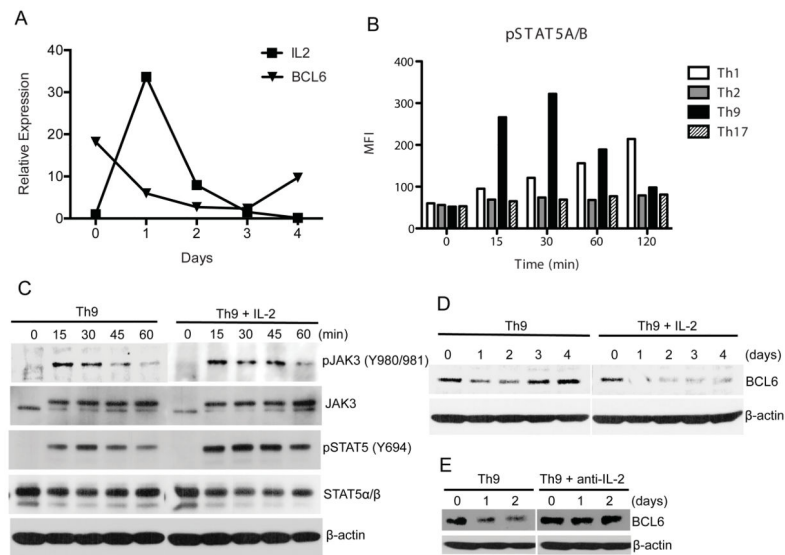 A
IL2
BCL6
Relative Expression
40
30
20
10
0
0 1 2 3 4
Days
B
pSTAT5A/B
Th1
Th2
Th9
Th17
MFI
400
300
200
100
0
0 15 30 60 120
Time (min)
C
Th9 Th9 + IL-2
0 15 30 45 60 0 15 30 45 60 (min)
pJAK3 (Y980/981)
JAK3
pSTAT5 (Y694)
STAT5α/β
β-actin
D
Th9 Th9 + IL-2
0 1 2 3 4 0 1 2 3 4 (days)
BCL6
β-actin
E
Th9 Th9 + anti-IL-2
0 1 2 0 1 2 (days)
BCL6
β-actin